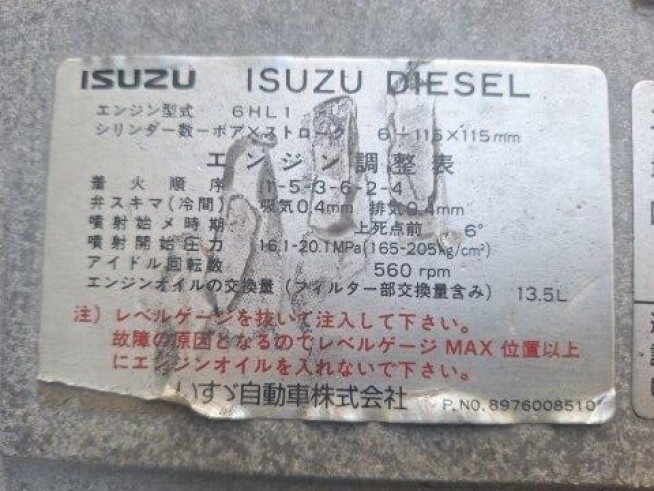 ISUZU ISUZU DIESEL
エンジン型式 6HL1
シリンダー数ーボア×ストローク 6－115×115mm
エンジン調整表
着火順序 1-5-3-6-2-4
弁スキマ(冷間) 吸気0.4mm 排気0.4mm
噴射始メ時期 上死点前 6°
噴射開始圧力 16.1-20.1MPa(165-205kg/cm²)
アイドル回転数 560 rpm
エンジンオイルの交換量(フィルター部交換量含み) 13.5L
注) レベルゲージを抜いて注入して下さい。
故障の原因となるのでレベルゲージMAX位置以上
にエンジンオイルを入れないで下さい。
いすゞ自動車株式会社 P.NO.8976008510